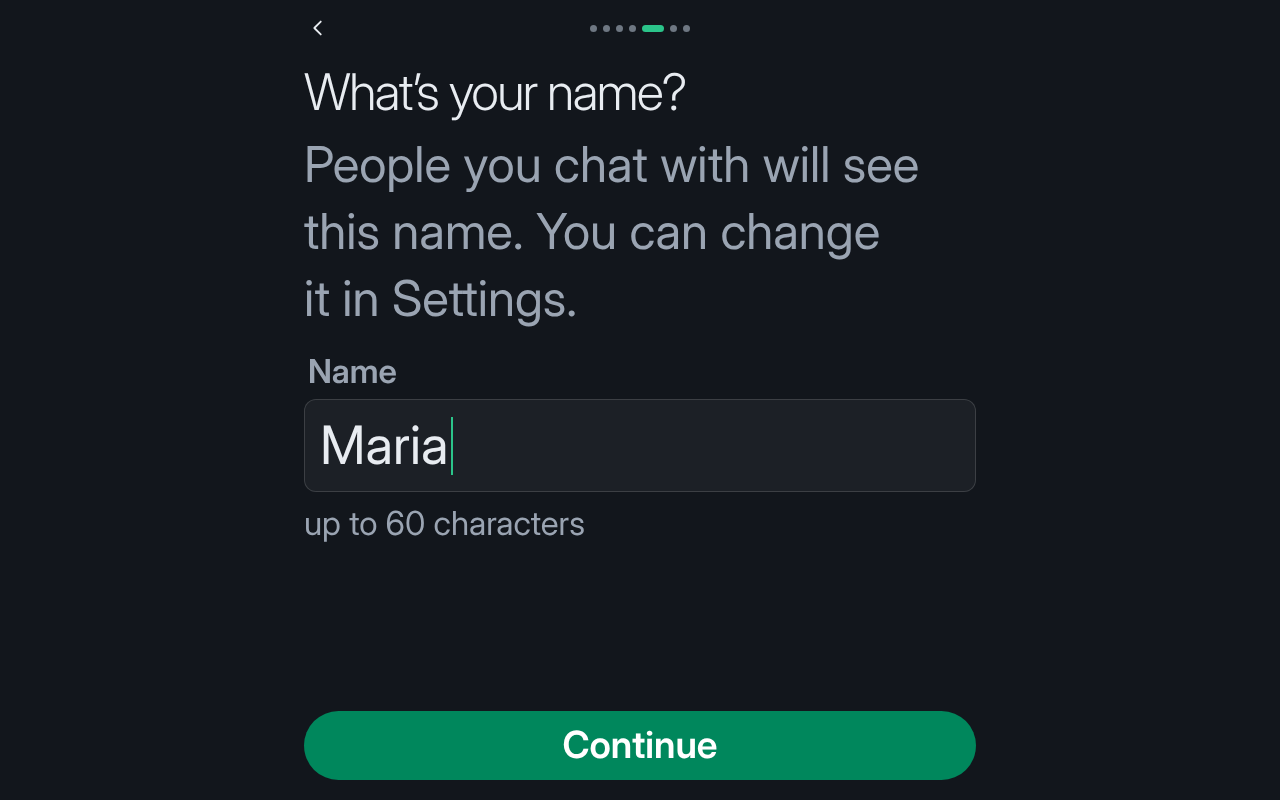 What's your name?
People you chat with will see
this name. You can change
it in Settings.
Name
Maria
up to 60 characters
Continue